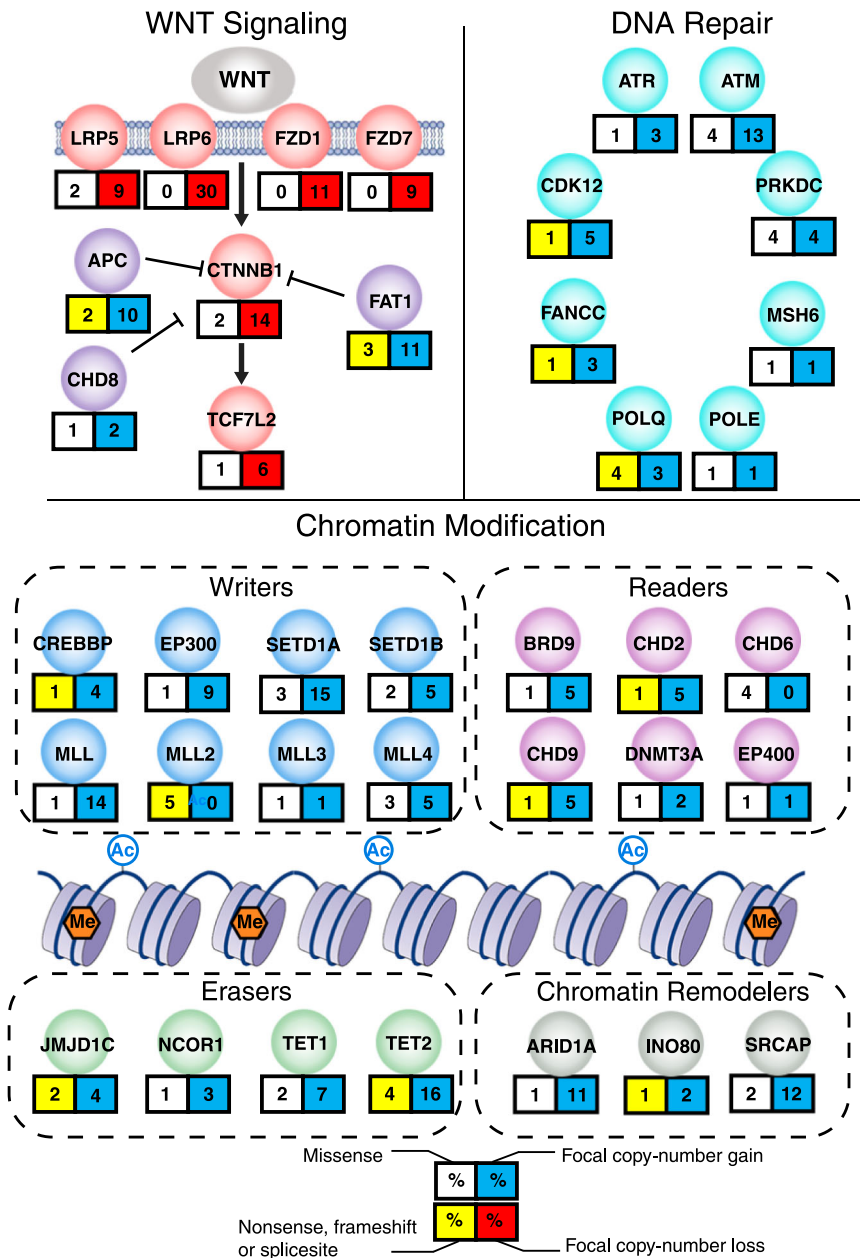 WNT Signaling
DNA Repair
WNT
LRP5 LRP6 FZD1 FZD7
2 9 0 30 0 11 0 9
APC
2 10
CTNNB1
2 14
FAT1
3 11
CHD8
1 2
TCF7L2
1 6
ATR ATM
1 3 4 13
CDK12 PRKDC
1 5 4 4
FANCC MSH6
1 3 1 1
POLQ POLE
4 3 1 1
Chromatin Modification
Writers
CREBBP EP300 SETD1A SETD1B
1 4 1 9 3 15 2 5
MLL MLL2 MLL3 MLL4
1 14 5 Ac 0 1 1 3 5
Readers
BRD9 CHD2 CHD6
1 5 1 5 4 0
CHD9 DNMT3A EP400
1 5 1 2 1 1
Ac Ac Ac
Me Me Me
Erasers
JMJD1C NCOR1 TET1 TET2
2 4 1 3 2 7 4 16
Chromatin Remodelers
ARID1A INO80 SRCAP
1 11 1 2 2 12
Missense % % Focal copy-number gain
Nonsense, frameshift
or splicesite % % Focal copy-number loss